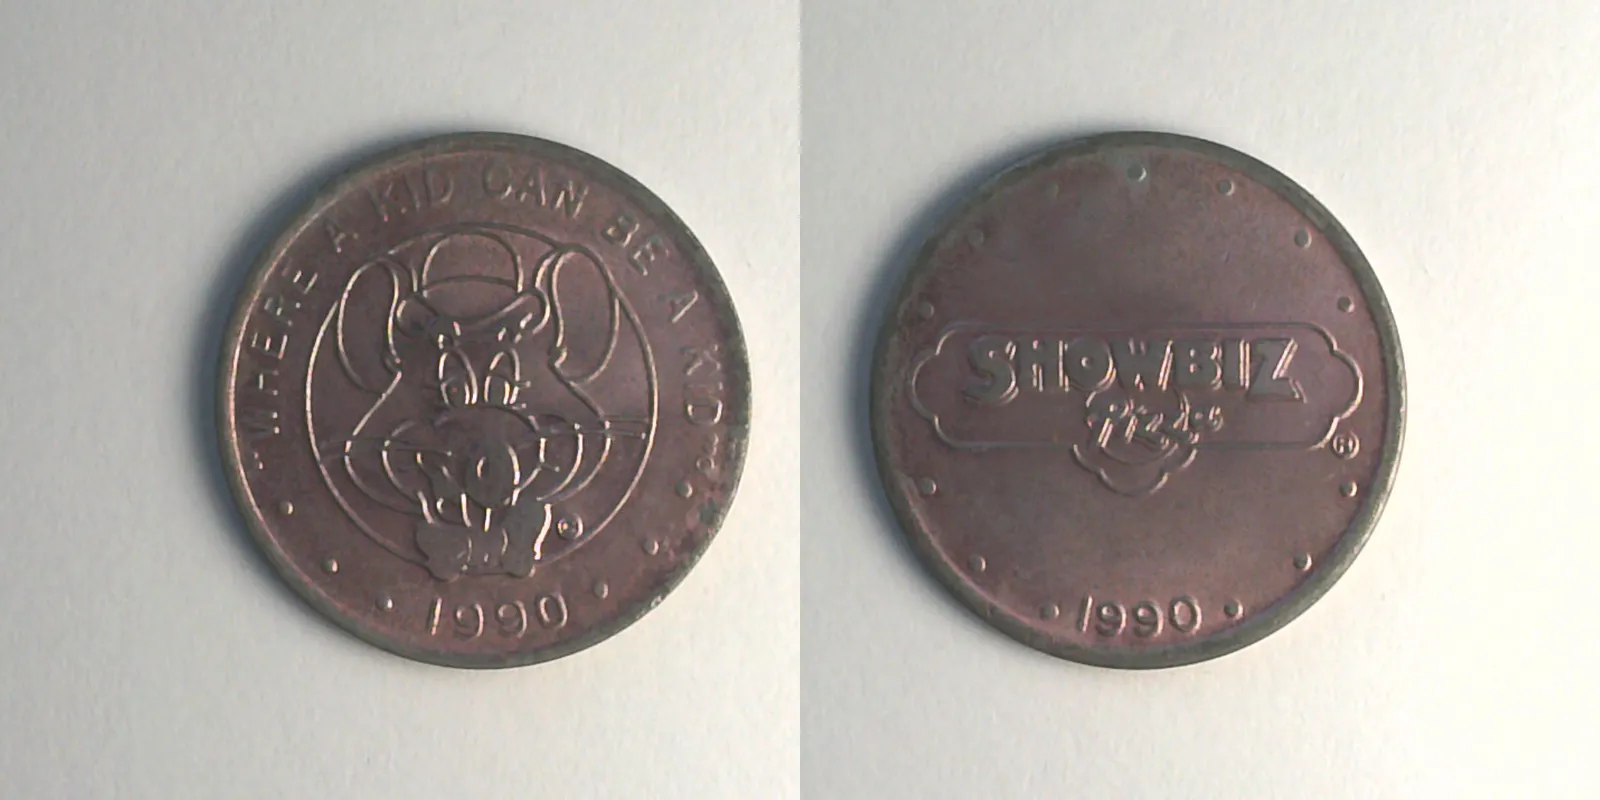 "WHERE A KID CAN BE A KID"
®
1990
SHOWBIZ
Pizza
®
1990